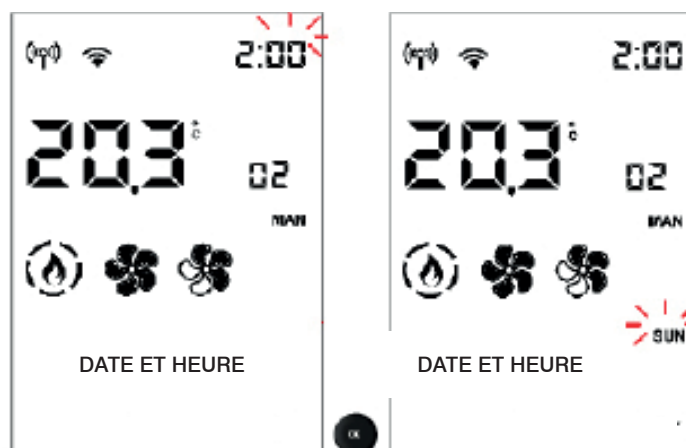 2:00
20.3 °C
02
MAN
DATE ET HEURE
2:00
20.3 °C
02
MAN
SUN
DATE ET HEURE
OK